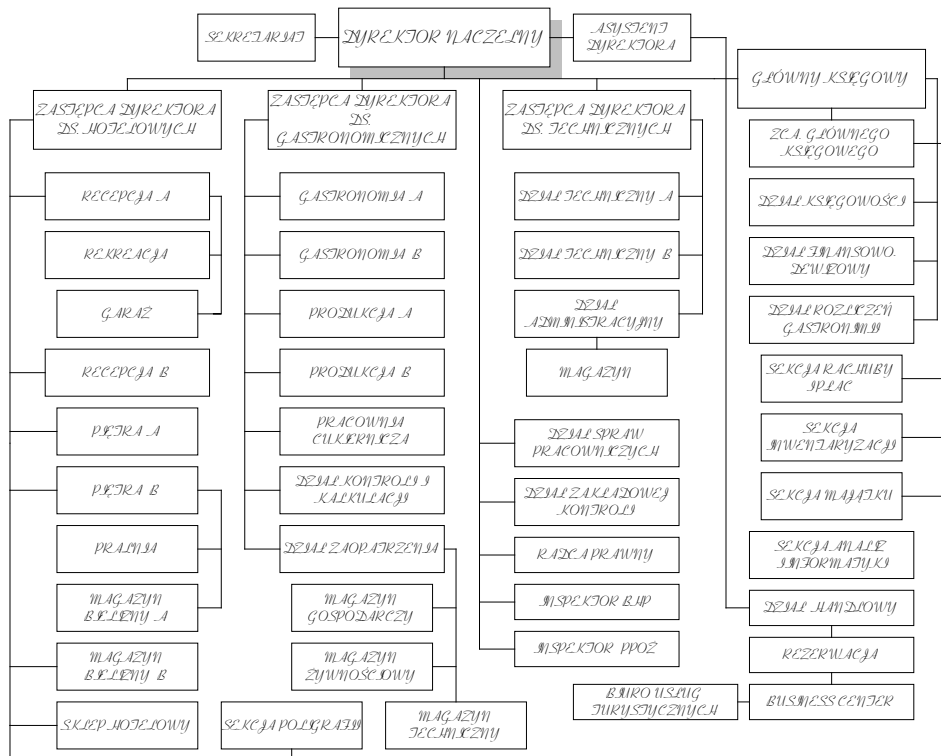 SEKRETARIAT
DYREKTOR NACZELNY
ASYSTENT
DYREKTORA
GŁÓWNY KSIĘGOWY
ZASTĘPCA DYREKTORA
DS. HOTELOWYCH
ZASTĘPCA DYREKTORA
DS.
GASTRONOMICZNYCH
ZASTĘPCA DYREKTORA
DS. TECHNICZNYCH
ZCA. GŁÓWNEGO
KSIĘGOWEGO
RECEPCJA A
GASTRONOMIA A
DZIAŁ TECHNICZNY A
DZIAŁ KSIĘGOWOŚCI
REKREACJA
GASTRONOMIA B
DZIAŁ TECHNICZNY B
DZIAŁ FINANSOWO.
DEWIZOWY
GARAŻ
PRODUKCJA A
DZIAŁ
ADMINISTRACYJNY
DZIAŁ ROZLICZEŃ
GASTRONIMII
RECEPCJA B
PRODUKCJA B
MAGAZYN
SEKCJA RACHUBY
I PŁAC
PIĘTRA A
PRACOWNIA
CUKIERNICZA
DZIAŁ SPRAW
PRACOWNICZYCH
SEKCJA
INWENTARYZACJI
PIĘTRA B
DZIAŁ KONTROLI I
KALKULACJI
DZIAŁ ZAKŁADOWEJ
KONTROLI
SEKCJA MAJĄTKU
PRALNIA
DZIAŁ ZAOPATRZENIA
RADCA PRAWNY
SEKCJA ANALIZ
I INFORMATYKI
MAGAZYN
BIELIZNY A
MAGAZYN
GOSPODARCZY
INSPEKTOR BHP
DZIAŁ HANDLOWY
MAGAZYN
BIELIZNY B
MAGAZYN
ŻYWNOŚCIOWY
INSPEKTOR PPOŻ
REZERWACJA
SKLEP HOTELOWY
SEKCJA POLIGRAFII
MAGAZYN
TECHNICZNY
BIURO USŁUG
TURYSTYCZNYCH
BUSINESS CENTER